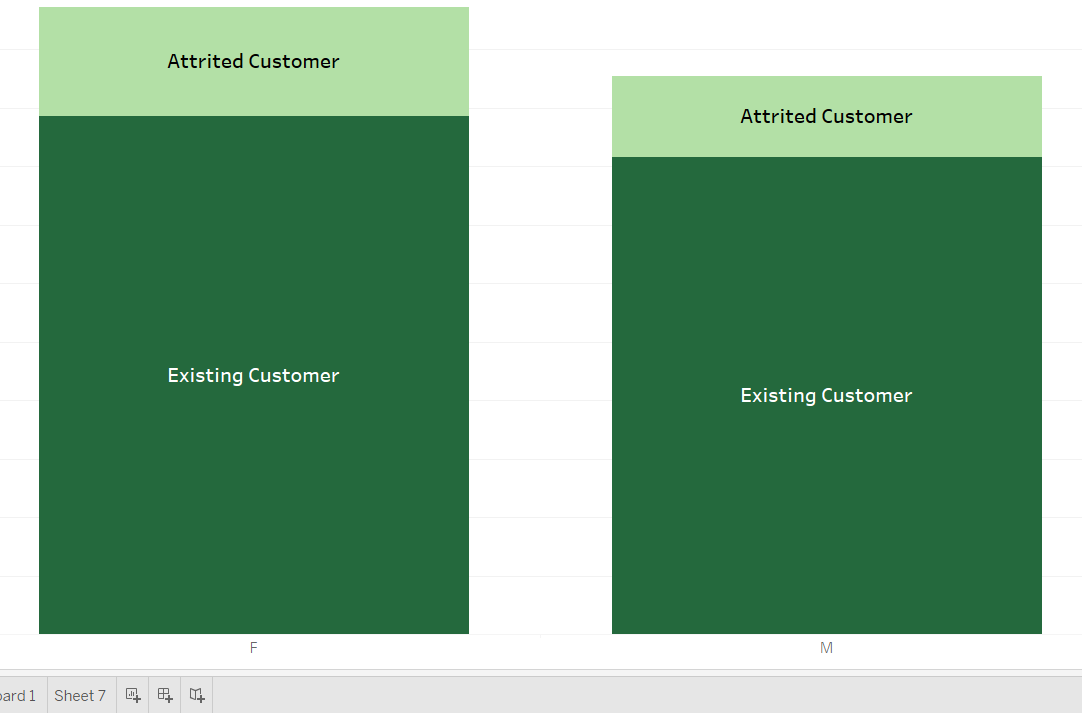 Attrited Customer
Attrited Customer
Existing Customer
Existing Customer
F
M
oard 1
Sheet 7